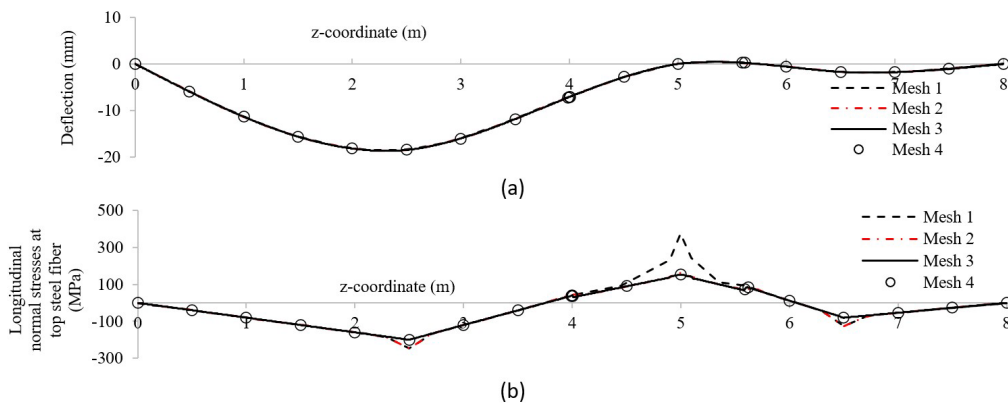 10
z-coordinate (m)
0
0 1 2 3 4 5 6 7 8
-10
-20
Deflection (mm)
Mesh 1
Mesh 2
Mesh 3
Mesh 4
(a)
500
300
100
-100
-300
Longitudinal
normal stresses at
top steel fiber
(MPa)
z-coordinate (m)
0 1 2 3 4 5 6 7 8
Mesh 1
Mesh 2
Mesh 3
Mesh 4
(b)